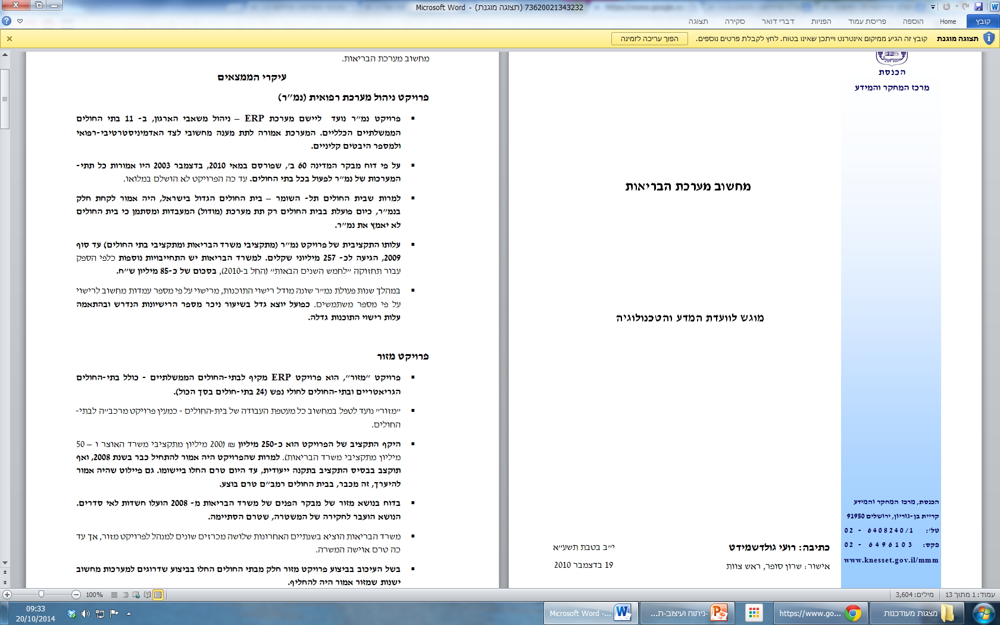 73620021343232 (תצוגה מוגנת) - Microsoft Word
קובץ
Home
הוספה
פריסת עמוד
הפניות
דברי דואר
סקירה
תצוגה
תצוגה מוגנת קובץ זה הגיע ממיקום אינטרנט וייתכן שאינו בטוח. לחץ לקבלת פרטים נוספים.
הפוך עריכה לזמינה
הכנסת
מרכז המחקר והמידע
מחשוב מערכת הבריאות
מוגש לוועדת המדע והטכנולוגיה
כתיבה: רועי גולדשמידט
אישור: שרון סופר, ראש צוות
י"ב בטבת תשע"א
19 בדצמבר 2010
הכנסת, מרכז המחקר והמידע
קריית בן-גוריון, ירושלים 91950
טל': 02 - 6408240/1
פקס: 02 - 6496103
www.knesset.gov.il/mmm
מחשוב מערכת הבריאות.
עיקרי הממצאים
פרויקט ניהול מערכת רפואית (נמ"ר)
▪ פרויקט נמ"ר נועד ליישם מערכת ERP – ניהול משאבי הארגון, ב- 11 בתי החולים
הממשלתיים הכלליים. המערכת אמורה לתת מענה מחשובי לצד האדמיניסטרטיבי-רפואי
ולמספר היבטים קליניים.
▪ על פי דוח מבקר המדינה 60 ב', שפורסם במאי 2010, בדצמבר 2003 היו אמורות כל תתי-
המערכות של נמ"ר לפעול בכל בתי החולים. עד כה הפרויקט לא הושלם במלואו.
▪ למרות שבית החולים תל- השומר – בית החולים הגדול בישראל, היה אמור לקחת חלק
בנמ"ר, כיום פועלת בבית החולים רק תת מערכת (מודול) המעבדות ומסתמן כי בית החולים
לא יאמץ את נמ"ר.
▪ עלותו התקציבית של פרויקט נמ"ר (מתקציבי משרד הבריאות ומתקציבי בתי החולים) עד סוף
2009, הגיעה לכ- 257 מיליוני שקלים. למשרד הבריאות יש התחייבויות נוספות כלפי הספק
עבור תחזוקה "לחמש השנים הבאות" (החל ב-2010), בסכום של כ-85 מיליון ש"ח.
▪ במהלך שנות פעולת נמ"ר שונה מודל רישוי התוכנות, מרישוי על פי מספר עמדות מחשוב לרישוי
על פי מספר משתמשים. כפועל יוצא גדל בשיעור ניכר מספר הרישיונות הנדרש ובהתאמה
עלות רישוי התוכנות גדלה.
פרויקט מזור
▪ פרויקט "מזור", הוא פרויקט ERP מקיף לבתי-החולים הממשלתיים - כולל בתי-החולים
הגריאטריים ובתי-החולים לחולי נפש (24 בתי-חולים בסך הכול).
▪ "מזור" נועד לטפל במחשוב כל מעטפת העבודה של בית-החולים - כמעין פרויקט מרכב"ה לבתי-
החולים.
▪ היקף התקציב של הפרויקט הוא כ-250 מיליון ₪ (200 מיליון מתקציבי משרד האוצר ו – 50
מיליון מתקציבי משרד הבריאות). למרות שהפרויקט היה אמור להתחיל כבר בשנת 2008, ואף
תוקצב בבסיס התקציב בתקנה ייעודית, עד היום טרם החלו ביישומו. גם פיילוט שהיה אמור
להיערך, זה מכבר, בבית החולים רמב"ם טרם בוצע.
▪ בדוח בנושא מזור של מבקר הפנים של משרד הבריאות מ- 2008 הועלו חשדות לאי סדרים.
הנושא הועבר לחקירה של המשטרה, שטרם הסתיימה.
▪ משרד הבריאות הוציא בשנתיים האחרונות שלושה מכרזים שונים למנהל לפרויקט מזור, אך עד
כה טרם אוישה המשרה.
▪ בשל העיכוב בביצוע פרויקט מזור חלק מבתי החולים החלו בביצוע שדרוגים למערכות מחשוב
ישנות שמזור אמור היה להחליף.
עמוד: 1 מתוך 13
מילים: 3,604
100%
מצגות מעודכנות
https://www.go...
ניתוח ועיצוב-ת...
Microsoft Word -...
09:33
20/10/2014